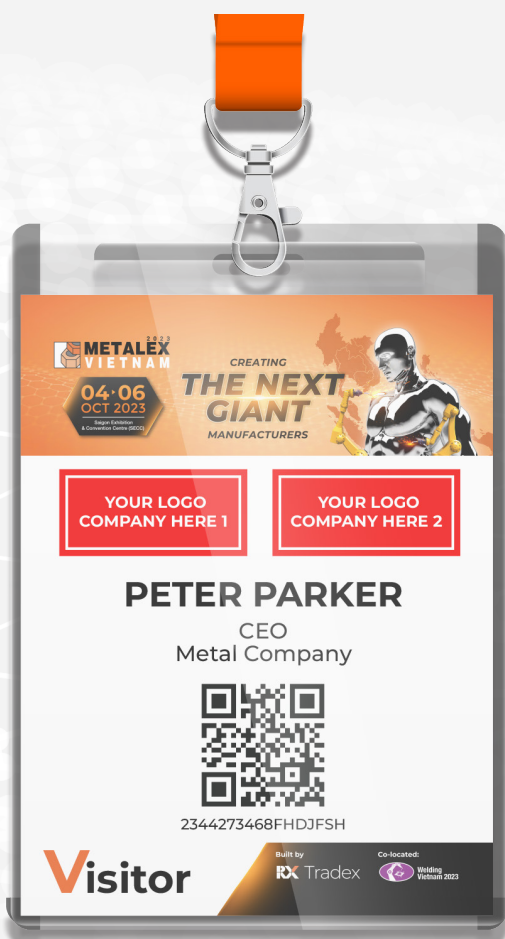 2023
METALEX
VIETNAM
04-06
OCT 2023
Saigon Exhibition
& Convention Centre (SECC)
CREATING
THE NEXT
GIANT
MANUFACTURERS
YOUR LOGO
COMPANY HERE 1
YOUR LOGO
COMPANY HERE 2
PETER PARKER
CEO
Metal Company
2344273468FHDJFSH
Visitor
Built by
RX Tradex
Co-located:
Welding
Vietnam 2023